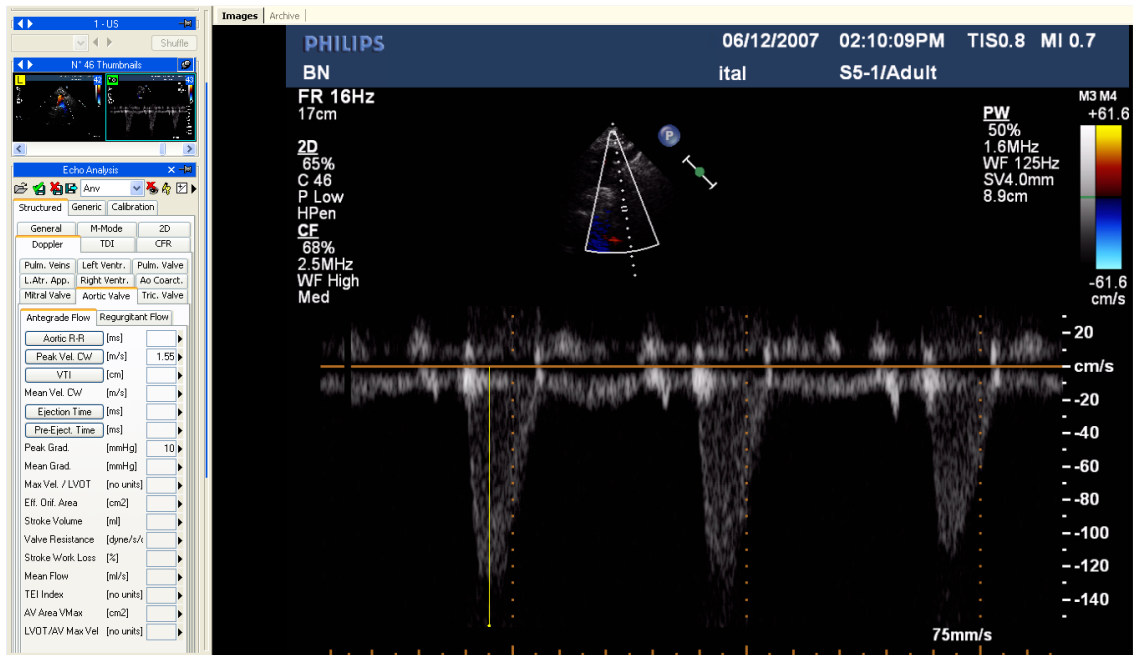 1 - US
Shuffle
N° 46 Thumbnails
L 42
43
Echo Analysis
Anv
Structured Generic Calibration
General M-Mode 2D
Doppler TDI CFR
Pulm. Veins Left Ventr. Pulm. Valve
L.Atr. App. Right Ventr. Ao Coarct.
Mitral Valve Aortic Valve Tric. Valve
Antegrade Flow Regurgitant Flow
Aortic R-R [ms]
Peak Vel. CW [m/s] 1.55
VTI [cm]
Mean Vel. CW [m/s]
Ejection Time [ms]
Pre-Eject. Time [ms]
Peak Grad. [mmHg] 10
Mean Grad. [mmHg]
Max Vel. / LVOT [no units]
Eff. Orif. Area [cm2]
Stroke Volume [ml]
Valve Resistance [dyne/s/c
Stroke Work Loss [%]
Mean Flow [ml/s]
TEI Index [no units]
AV Area VMax [cm2]
LVOT/AV Max Vel [no units]
Images Archive
PHILIPS 06/12/2007 02:10:09PM TIS0.8 MI 0.7
BN ital S5-1/Adult
FR 16Hz
17cm
2D
65%
C 46
P Low
HPen
CF
68%
2.5MHz
WF High
Med
P
PW
50%
1.6MHz
WF 125Hz
SV4.0mm
8.9cm
M3 M4
+61.6
-61.6
cm/s
20
cm/s
-20
-40
-60
-80
-100
-120
-140
75mm/s